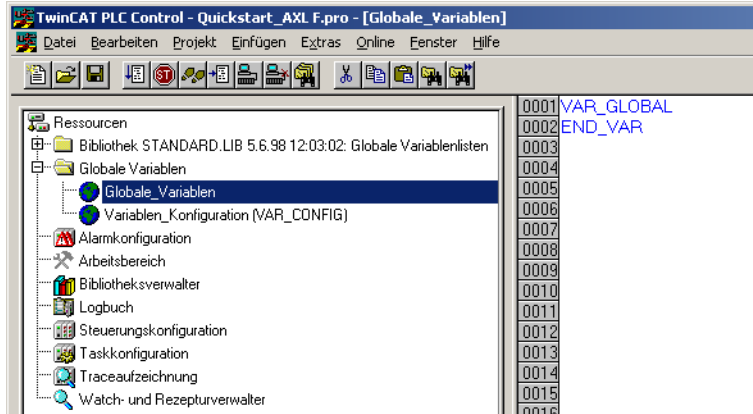 TwinCAT PLC Control - Quickstart_AXL F.pro - [Globale_Variablen]
Datei Bearbeiten Projekt Einfügen Extras Online Fenster Hilfe
Ressourcen
Bibliothek STANDARD.LIB 5.6.98 12:03:02: Globale Variablenlisten
Globale Variablen
Globale_Variablen
Variablen_Konfiguration (VAR_CONFIG)
Alarmkonfiguration
Arbeitsbereich
Bibliotheksverwalter
Logbuch
Steuerungskonfiguration
Taskkonfiguration
Traceaufzeichnung
Watch- und Rezepturverwalter
0001 VAR_GLOBAL
0002 END_VAR
0003
0004
0005
0006
0007
0008
0009
0010
0011
0012
0013
0014
0015
0016